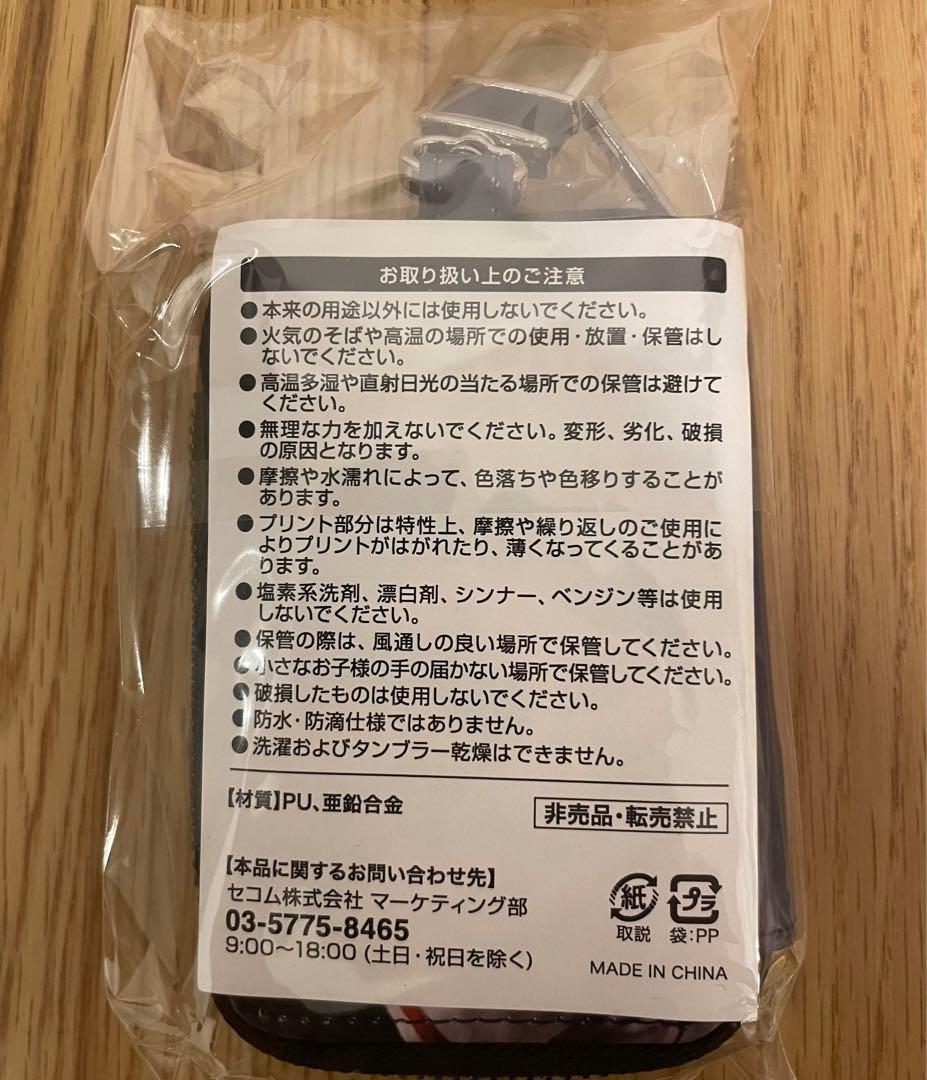 お取り扱い上のご注意
●本来の用途以外には使用しないでください。
●火気のそばや高温の場所での使用・放置・保管はし
ないでください。
●高温多湿や直射日光の当たる場所での保管は避けて
ください。
●無理な力を加えないでください。変形、劣化、破損
の原因となります。
●摩擦や水濡れによって、色落ちや色移りすることが
あります。
●プリント部分は特性上、摩擦や繰り返しのご使用に
よりプリントがはがれたり、薄くなってくることがあ
ります。
●塩素系洗剤、漂白剤、シンナー、ベンジン等は使用
しないでください。
●保管の際は、風通しの良い場所で保管してください。
●小さなお子様の手の届かない場所で保管してください。
●破損したものは使用しないでください。
●防水・防滴仕様ではありません。
●洗濯およびタンブラー乾燥はできません。
【材質】PU、亜鉛合金
非売品・転売禁止
【本品に関するお問い合わせ先】
セコム株式会社 マーケティング部
03-5775-8465
9:00〜18:00 (土日・祝日を除く)
紙 プラ
取説 袋:PP
MADE IN CHINA